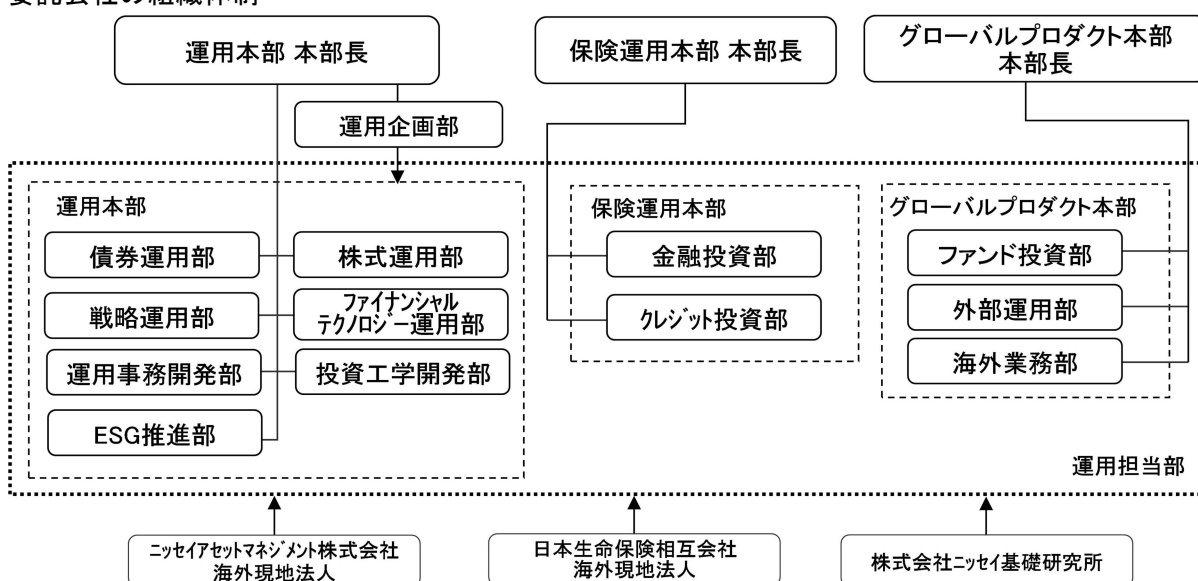 委託会社の組織体制
運用本部 本部長
保険運用本部 本部長
グローバルプロダクト本部
本部長
運用企画部
運用本部
債券運用部
株式運用部
戦略運用部
ファイナンシャル
テクノロジー運用部
運用事務開発部
投資工学開発部
ESG推進部
保険運用本部
金融投資部
クレジット投資部
グローバルプロダクト本部
ファンド投資部
外部運用部
海外業務部
運用担当部
ニッセイアセットマネジメント株式会社
海外現地法人
日本生命保険相互会社
海外現地法人
株式会社ニッセイ基礎研究所